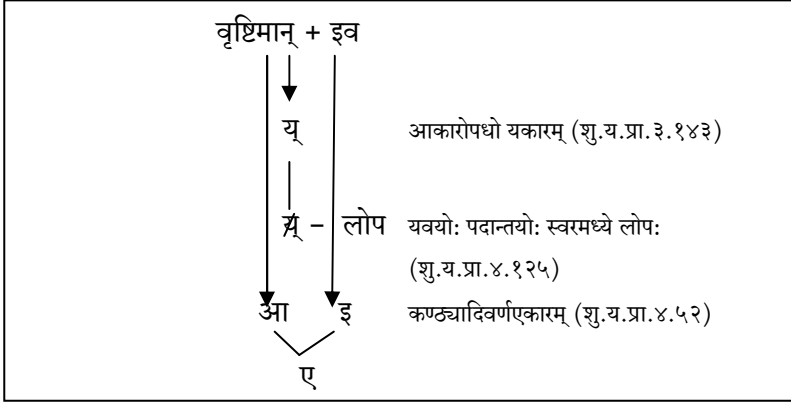 वृष्टिमान् + इव
य् आकारोपधो यकारम् (शु.य.प्रा.३.१४३)
य् – लोप यवयो: पदान्तयो: स्वरमध्ये लोप:
(शु.य.प्रा.४.१२५)
आ इ कण्ठ्यादिवर्णएकारम् (शु.य.प्रा.४.५२)
ए